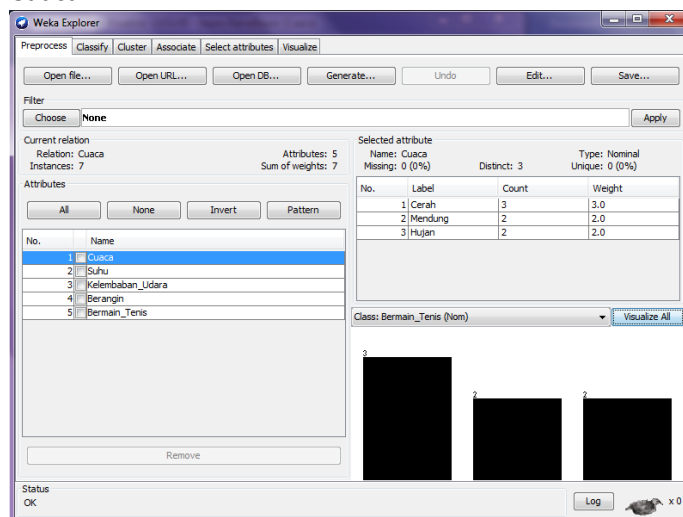 Weka Explorer
Preprocess Classify Cluster Associate Select attributes Visualize
Open file... Open URL... Open DB... Generate... Undo Edit... Save...
Filter
Choose None Apply
Current relation
Relation: Cuaca Attributes: 5
Instances: 7 Sum of weights: 7
Selected attribute
Name: Cuaca Type: Nominal
Missing: 0 (0%) Distinct: 3 Unique: 0 (0%)
Attributes
All None Invert Pattern
No. Name
1 Cuaca
2 Suhu
3 Kelembaban_Udara
4 Berangin
5 Bermain_Tenis
Remove
No. Label Count Weight
1 Cerah 3 3.0
2 Mendung 2 2.0
3 Hujan 2 2.0
Class: Bermain_Tenis (Nom) Visualize All
3 2 2
Status
OK Log x 0